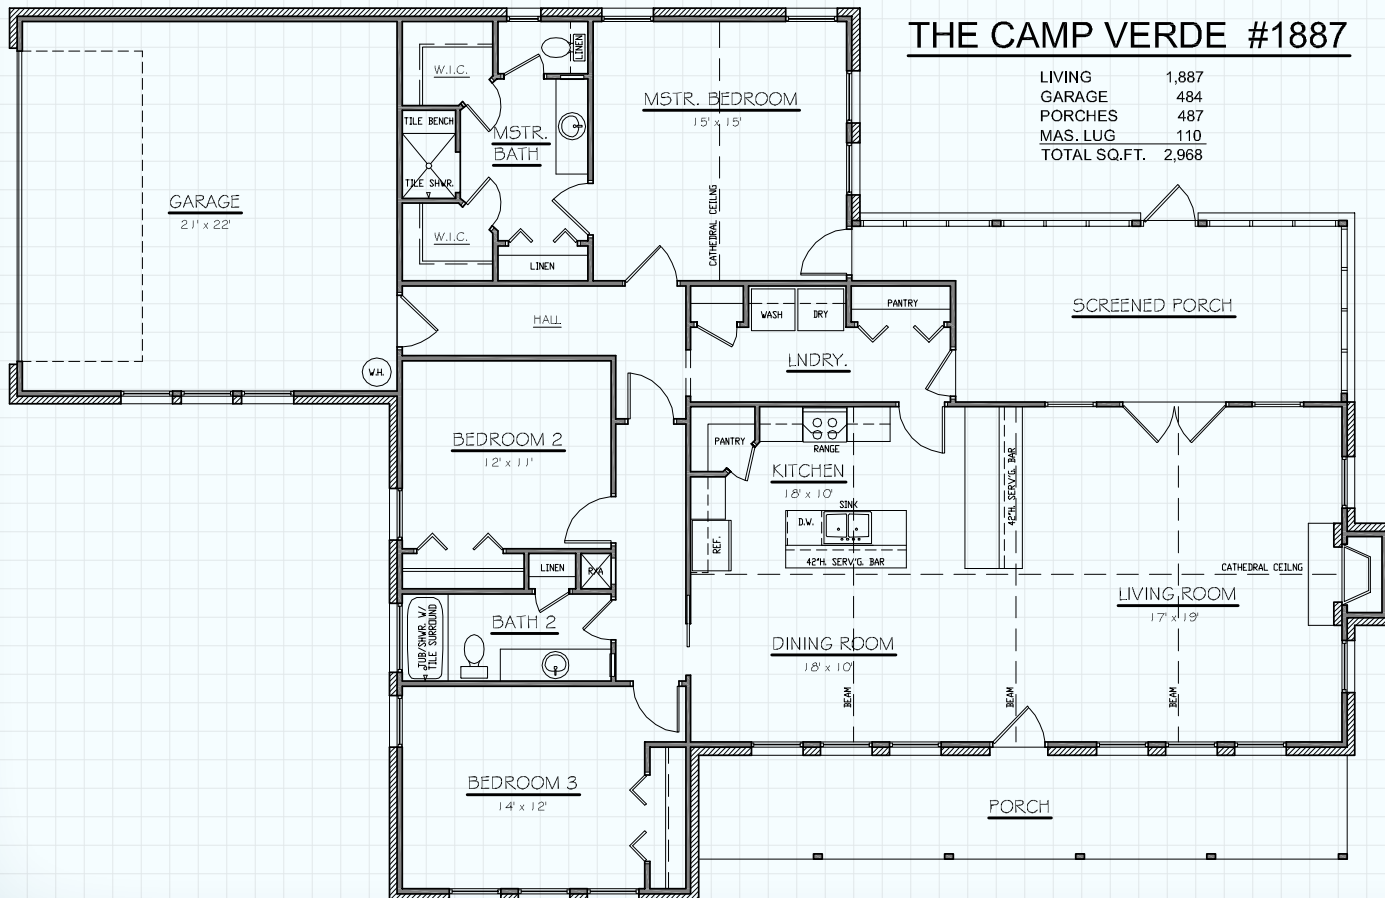 THE CAMP VERDE #1887
LIVING 1,887
GARAGE 484
PORCHES 487
MAS. LUG 110
TOTAL SQ.FT. 2,968
W.I.C.
LINEN
MSTR. BEDROOM
15' x 15'
TILE BENCH
MSTR.
BATH
TILE SHWR.
GARAGE
21' x 22'
W.I.C.
LINEN
CATHEDRAL CEILNG
HALL
WASH
DRY
PANTRY
SCREENED PORCH
LNDRY.
W.H.
BEDROOM 2
12' x 11'
PANTRY
RANGE
KITCHEN
18' x 10'
SINK
D.W.
REF.
42"H. SERV'G. BAR
42"H. SERV'G. BAR
CATHEDRAL CEILNG
LIVING ROOM
17' x 19'
LINEN
R/A
TUB/SHWR. W/
TILE SURROUND
BATH 2
DINING ROOM
18' x 10'
BEAM
BEAM
BEAM
BEDROOM 3
14' x 12'
PORCH